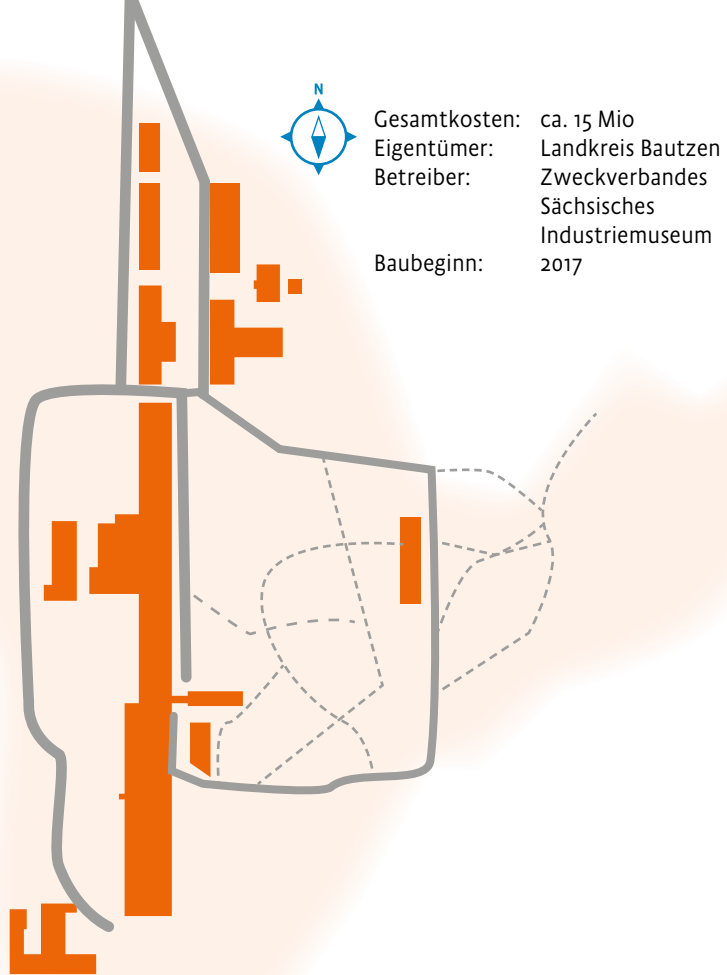 N
Gesamtkosten: ca. 15 Mio
Eigentümer: Landkreis Bautzen
Betreiber: Zweckverbandes
Sächsisches
Industriemuseum
Baubeginn: 2017